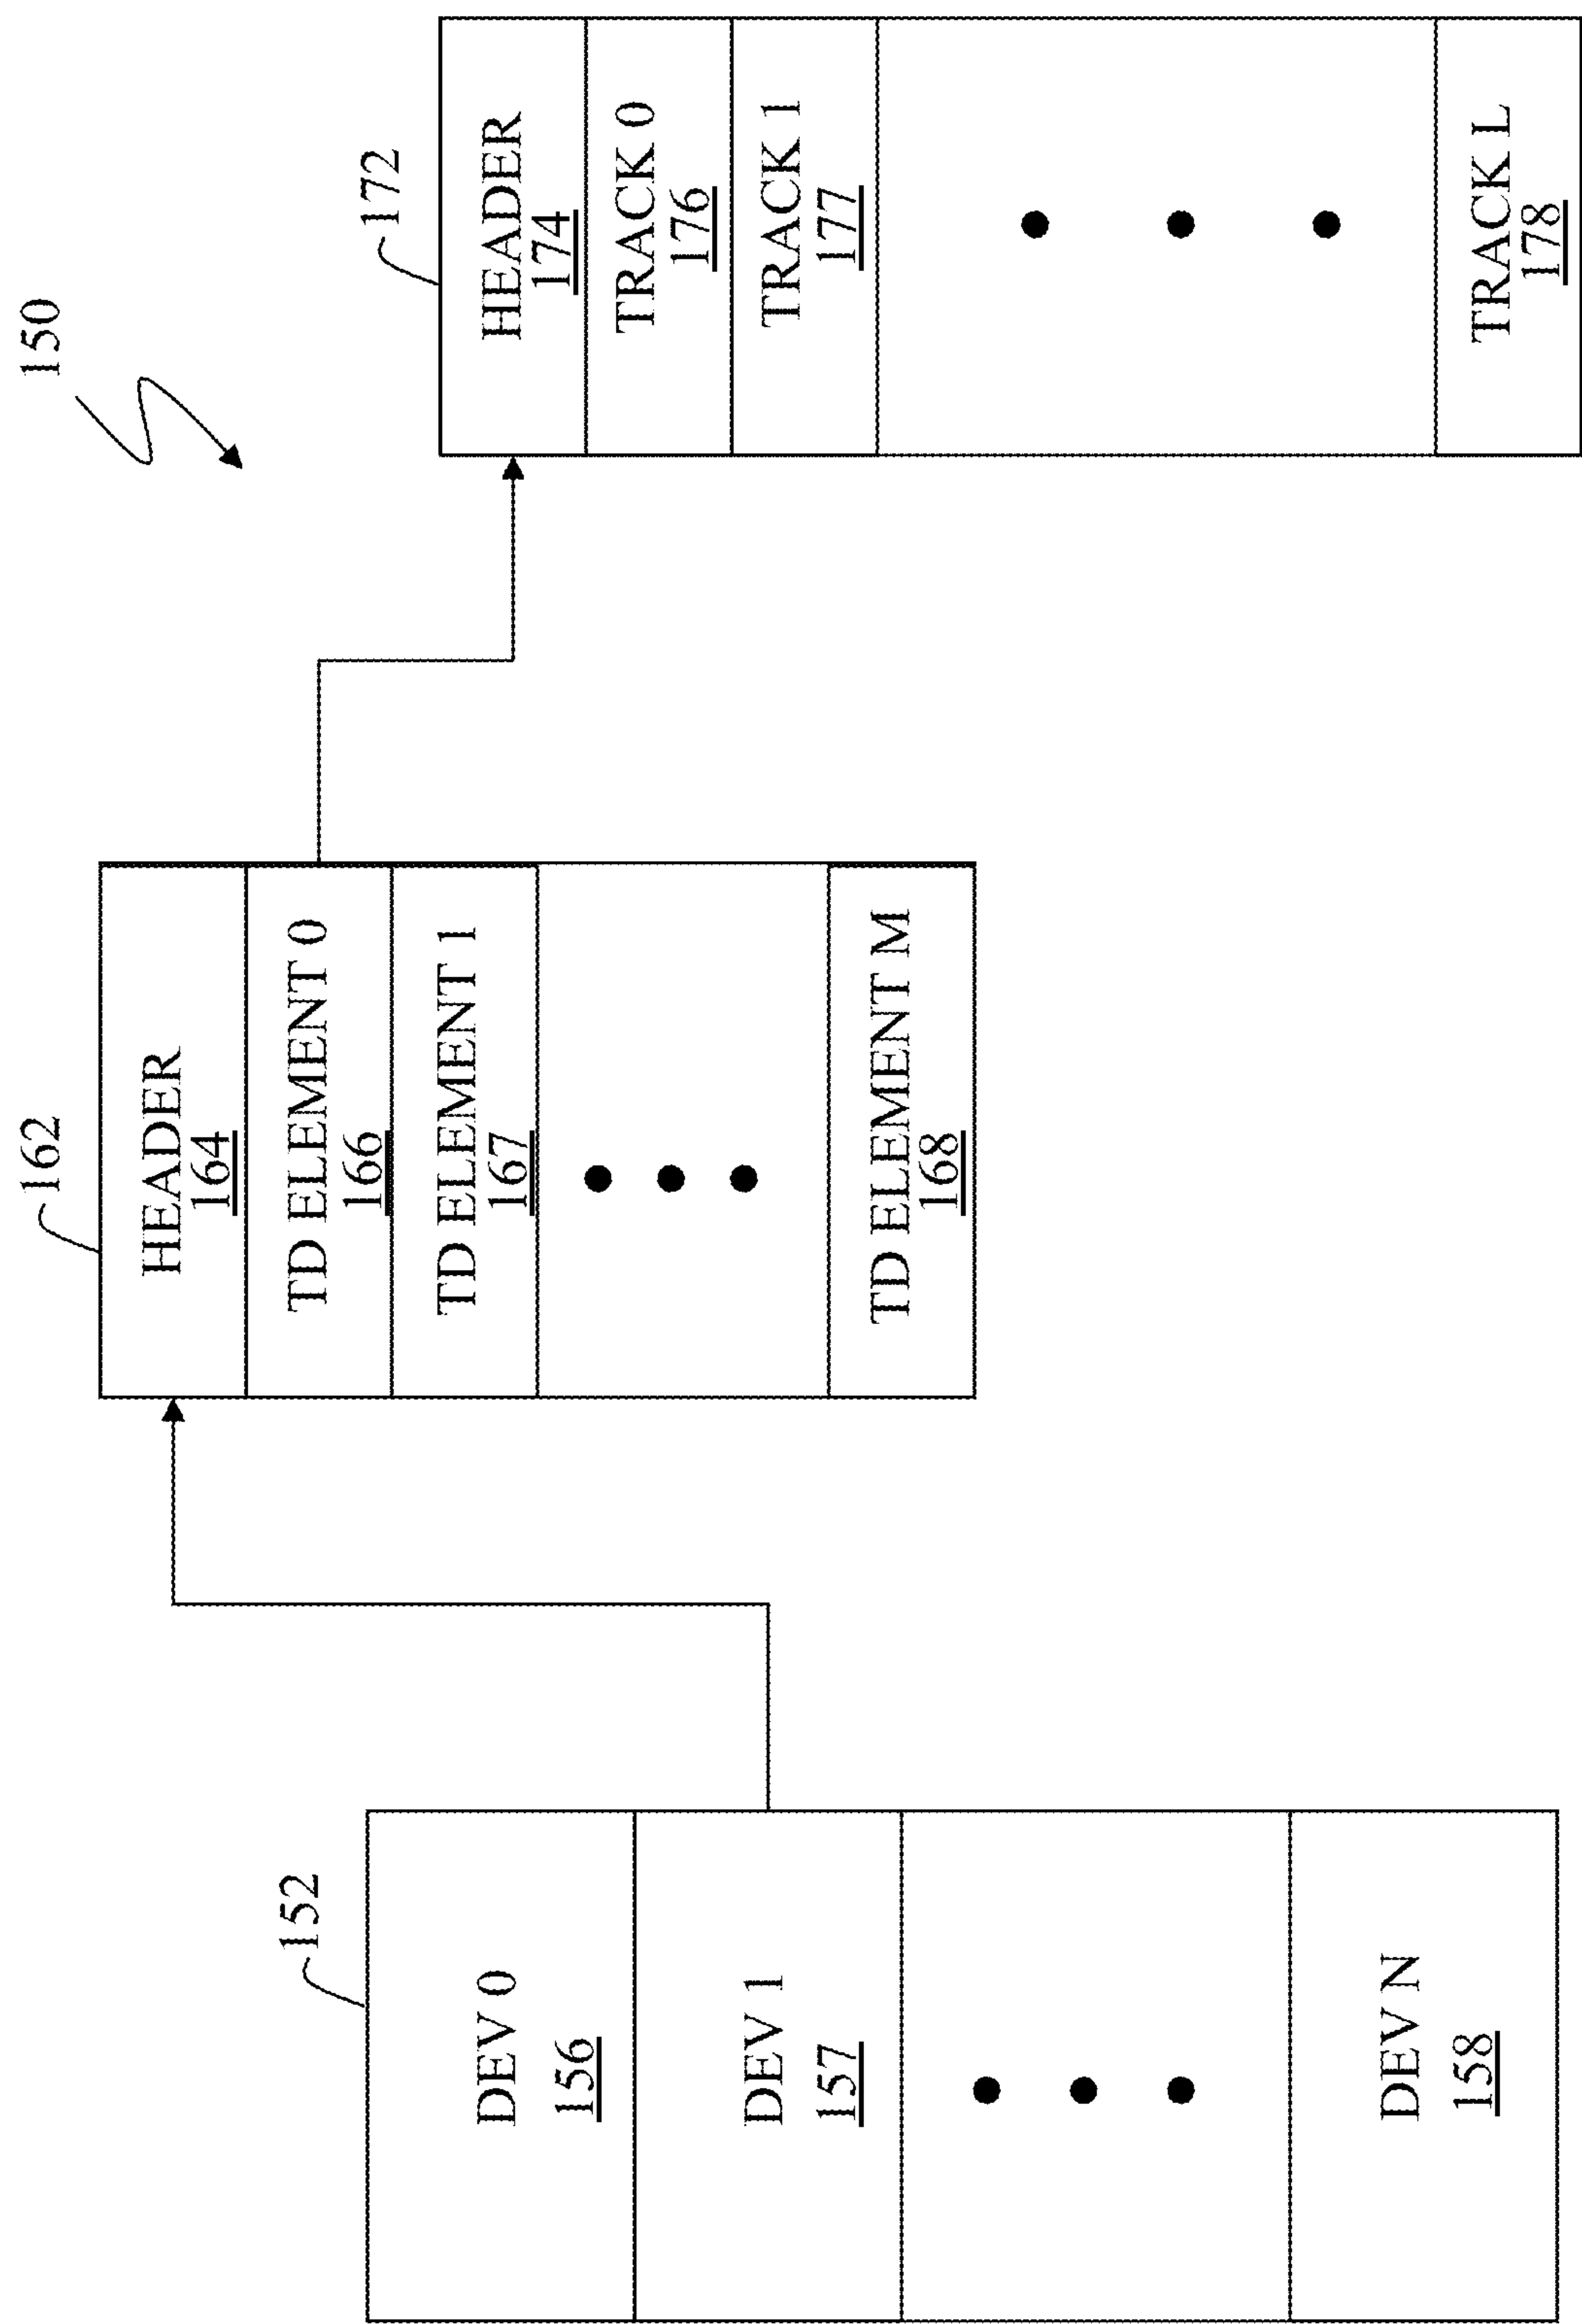 150
152
DEV 0
156
DEV 1
157
DEV N
158
162
HEADER
164
TD ELEMENT 0
166
TD ELEMENT 1
167
TD ELEMENT M
168
172
HEADER
174
TRACK 0
176
TRACK 1
177
TRACK L
178